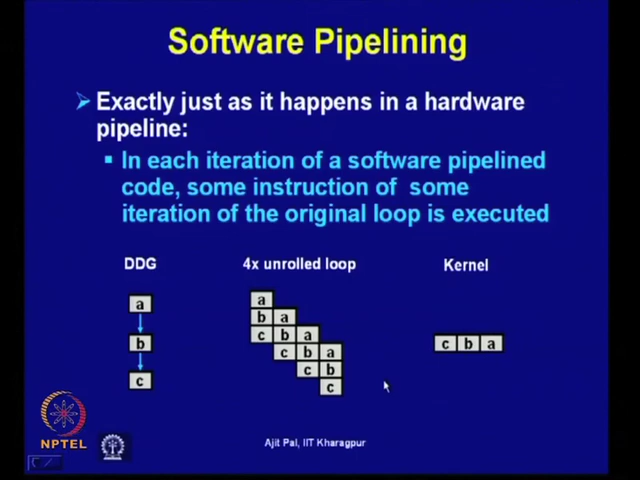 Software Pipelining
Exactly just as it happens in a hardware
pipeline:
In each iteration of a software pipelined
code, some instruction of some
iteration of the original loop is executed
DDG
a
b
c
4x unrolled loop
a
b a
c b a
c b a
c b
c
Kernel
c b a
NPTEL
Ajit Pal, IIT Kharagpur